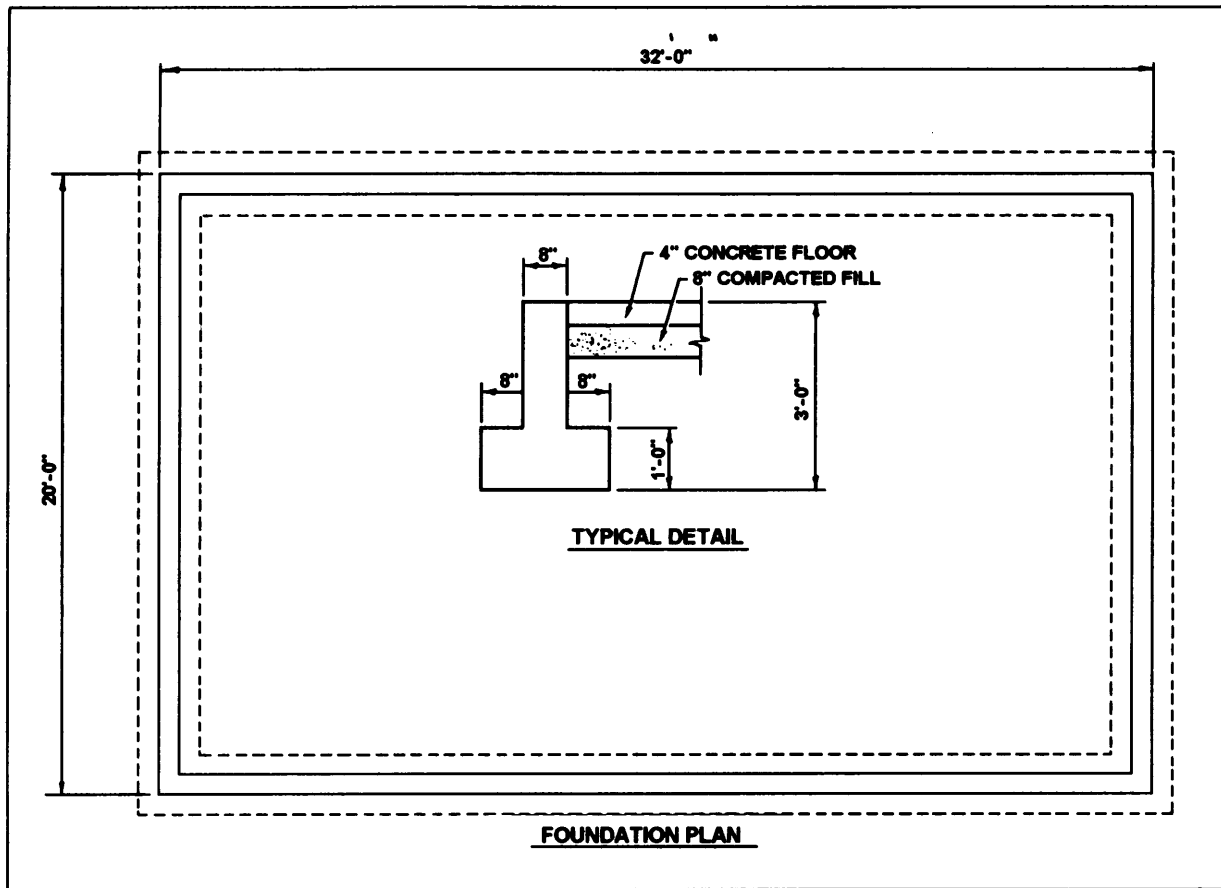 32'-0"
8"
4" CONCRETE FLOOR
8" COMPACTED FILL
8"
8"
3'-0"
1'-0"
20'-0"
TYPICAL DETAIL
FOUNDATION PLAN